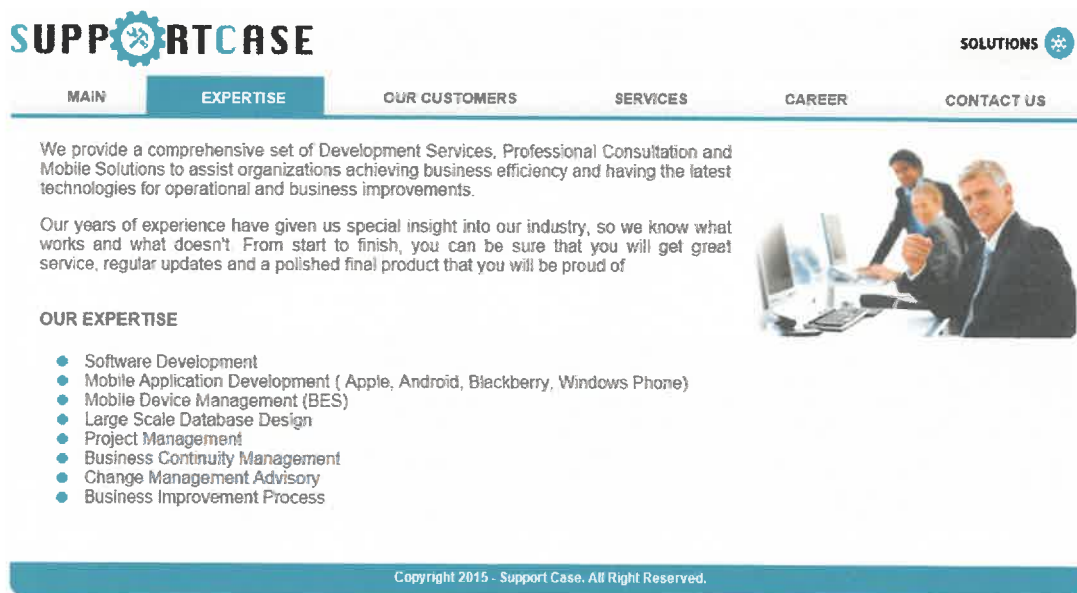 SUPPORTCASE
SOLUTIONS
MAIN EXPERTISE OUR CUSTOMERS SERVICES CAREER CONTACT US
We provide a comprehensive set of Development Services, Professional Consultation and
Mobile Solutions to assist organizations achieving business efficiency and having the latest
technologies for operational and business improvements.
Our years of experience have given us special insight into our industry, so we know what
works and what doesn't. From start to finish, you can be sure that you will get great
service, regular updates and a polished final product that you will be proud of
OUR EXPERTISE
Software Development
Mobile Application Development ( Apple, Android, Blackberry, Windows Phone)
Mobile Device Management (BES)
Large Scale Database Design
Project Management
Business Continuity Management
Change Management Advisory
Business Improvement Process
Copyright 2015 - Support Case. All Right Reserved.